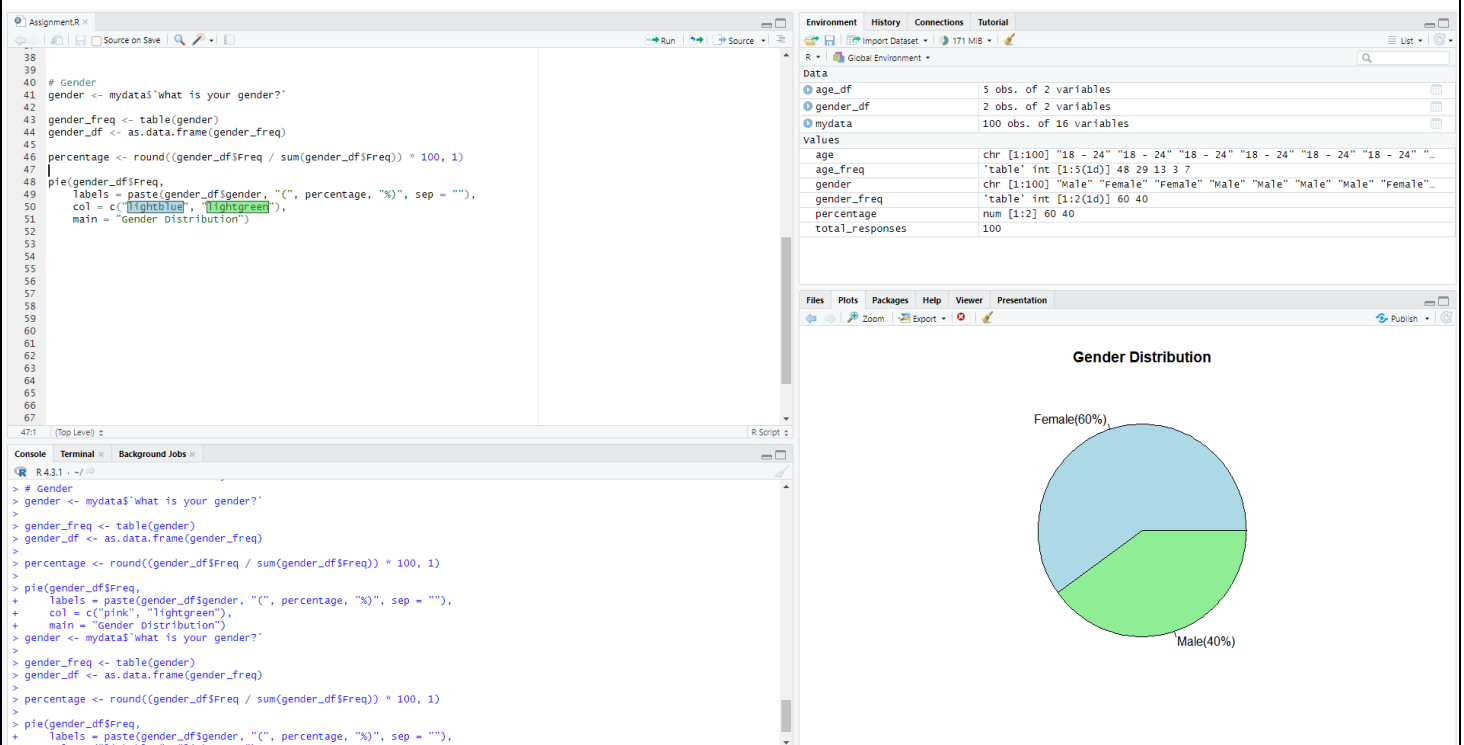 Assignment.R
Source on Save
Run
Source
38
39
40 # Gender
41 gender <- mydata$`What is your gender?`
42
43 gender_freq <- table(gender)
44 gender_df <- as.data.frame(gender_freq)
45
46 percentage <- round((gender_df$Freq / sum(gender_df$Freq)) * 100, 1)
47
48 pie(gender_df$Freq,
49 labels = paste(gender_df$gender, "(", percentage, "%)", sep = ""),
50 col = c("lightblue", "lightgreen"),
51 main = "Gender Distribution")
52
53
54
55
56
57
58
59
60
61
62
63
64
65
66
67
47:1 (Top Level) R Script
Console Terminal Background Jobs
R 4.3.1 · ~/
> # Gender
> gender <- mydata$`What is your gender?`
>
> gender_freq <- table(gender)
> gender_df <- as.data.frame(gender_freq)
>
> percentage <- round((gender_df$Freq / sum(gender_df$Freq)) * 100, 1)
>
> pie(gender_df$Freq,
+ labels = paste(gender_df$gender, "(", percentage, "%)", sep = ""),
+ col = c("pink", "lightgreen"),
+ main = "Gender Distribution")
> gender <- mydata$`What is your gender?`
>
> gender_freq <- table(gender)
> gender_df <- as.data.frame(gender_freq)
>
> percentage <- round((gender_df$Freq / sum(gender_df$Freq)) * 100, 1)
>
> pie(gender_df$Freq,
+ labels = paste(gender_df$gender, "(", percentage, "%)", sep = ""),
Environment History Connections Tutorial
Import Dataset 171 MiB List
R Global Environment
Data
age_df 5 obs. of 2 variables
gender_df 2 obs. of 2 variables
mydata 100 obs. of 16 variables
Values
age chr [1:100] "18 - 24" "18 - 24" "18 - 24" "18 - 24" "18 - 24" "18 - 24" "…
age_freq 'table' int [1:5(1d)] 48 29 13 3 7
gender chr [1:100] "Male" "Female" "Female" "Male" "Male" "Male" "Male" "Female"…
gender_freq 'table' int [1:2(1d)] 60 40
percentage num [1:2] 60 40
total_responses 100
Files Plots Packages Help Viewer Presentation
Zoom Export Publish
Gender Distribution
Female(60%)
Male(40%)